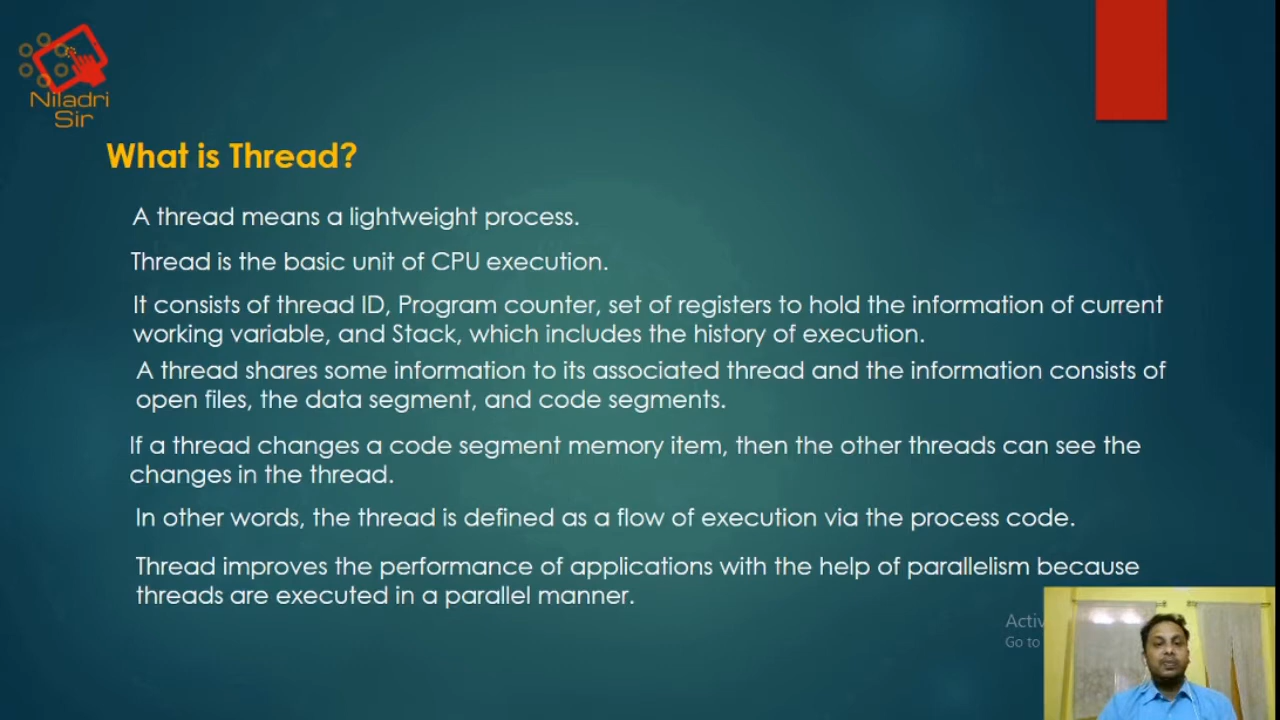 Niladri
Sir
What is Thread?
A thread means a lightweight process.
Thread is the basic unit of CPU execution.
It consists of thread ID, Program counter, set of registers to hold the information of current
working variable, and Stack, which includes the history of execution.
A thread shares some information to its associated thread and the information consists of
open files, the data segment, and code segments.
If a thread changes a code segment memory item, then the other threads can see the
changes in the thread.
In other words, the thread is defined as a flow of execution via the process code.
Thread improves the performance of applications with the help of parallelism because
threads are executed in a parallel manner.
Activ
Go to